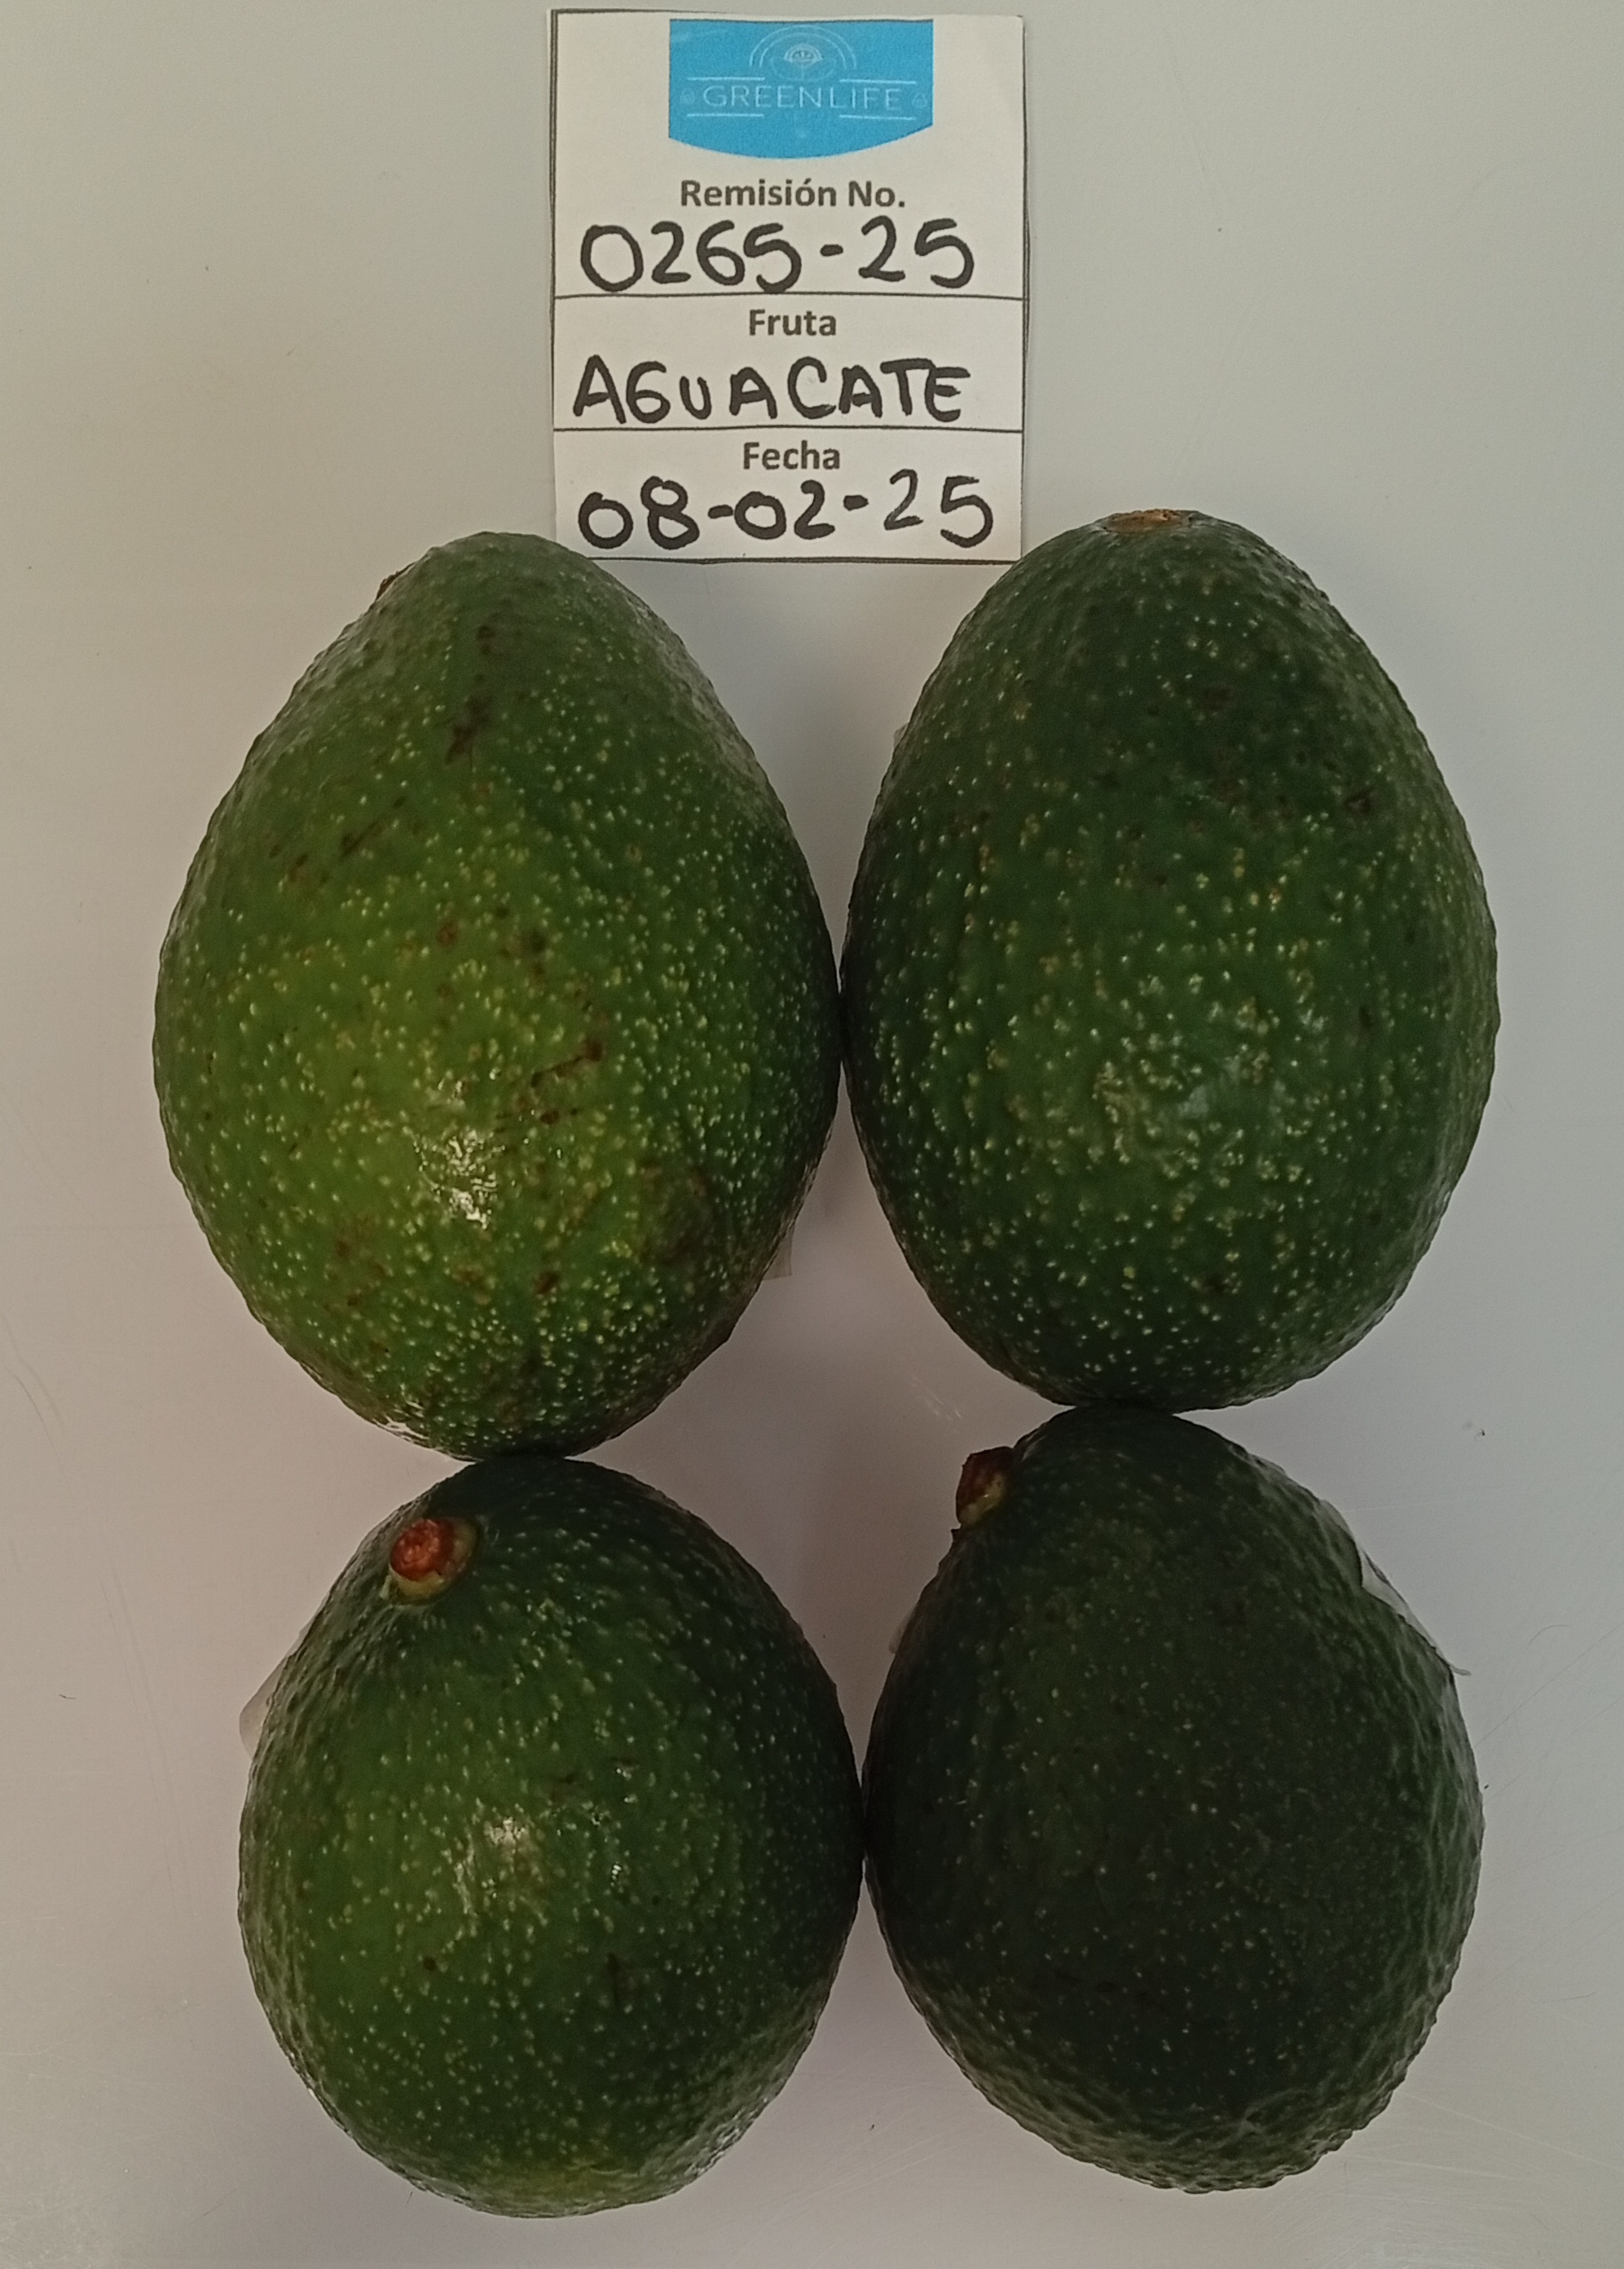 GREENLIFE
Remisión No.
0265-25
Fruta
AGUACATE
Fecha
08-02-25